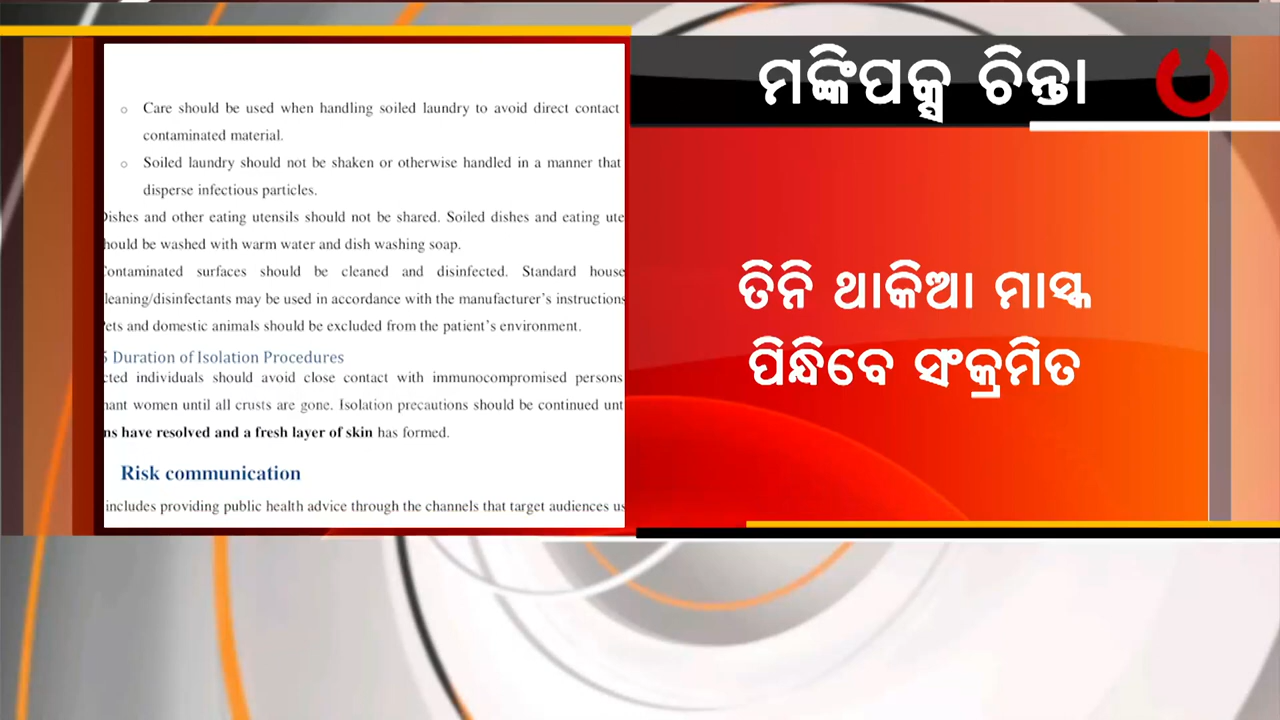 ○ Care should be used when handling soiled laundry to avoid direct contact
contaminated material.
○ Soiled laundry should not be shaken or otherwise handled in a manner that
disperse infectious particles.
Dishes and other eating utensils should not be shared. Soiled dishes and eating ute
hould be washed with warm water and dish washing soap.
Contaminated surfaces should be cleaned and disinfected. Standard house
leaning/disinfectants may be used in accordance with the manufacturer's instructions
Pets and domestic animals should be excluded from the patient's environment.
5 Duration of Isolation Procedures
cted individuals should avoid close contact with immunocompromised persons
nant women until all crusts are gone. Isolation precautions should be continued unt
ns have resolved and a fresh layer of skin has formed.
Risk communication
includes providing public health advice through the channels that target audiences us
ମଙ୍କିପକ୍ସ ଚିନ୍ତା
ତିନି ଥାକିଆ ମାସ୍କ
ପିନ୍ଧିବେ ସଂକ୍ରମିତ